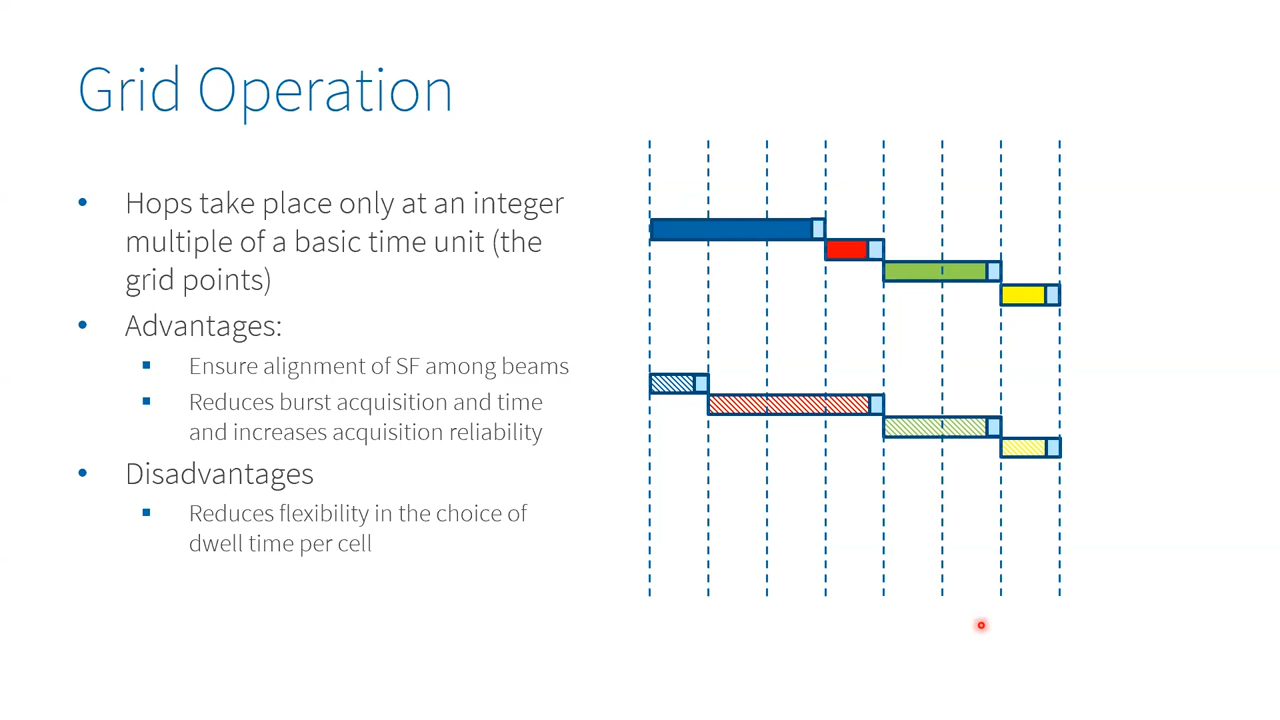 Grid Operation
• Hops take place only at an integer
multiple of a basic time unit (the
grid points)
• Advantages:
▪ Ensure alignment of SF among beams
▪ Reduces burst acquisition and time
and increases acquisition reliability
• Disadvantages
▪ Reduces flexibility in the choice of
dwell time per cell